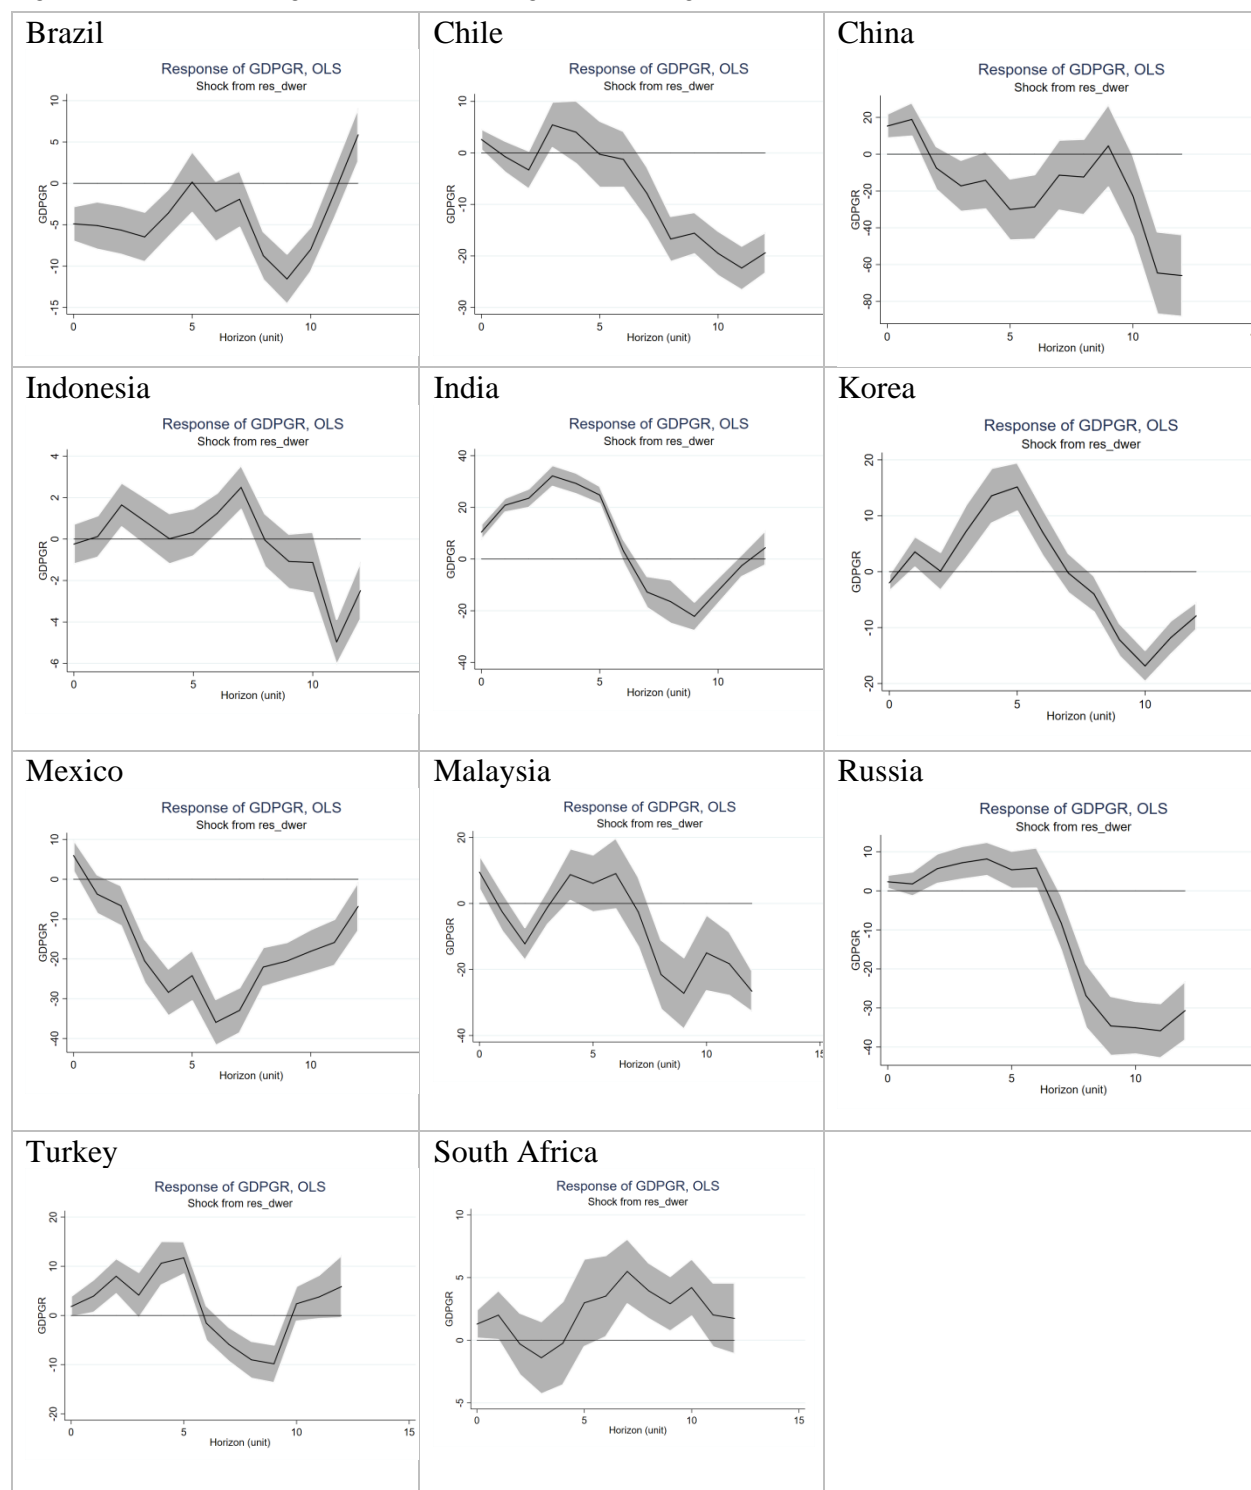 Brazil
Response of GDPGR, OLS
Shock from res_dwer
GDPGR
10
5
0
-5
-10
-15
0 5 10
Horizon (unit)
Chile
Response of GDPGR, OLS
Shock from res_dwer
GDPGR
10
0
-10
-20
-30
0 5 10
Horizon (unit)
China
Response of GDPGR, OLS
Shock from res_dwer
GDPGR
20
0
-20
-40
-60
-80
0 5 10
Horizon (unit)
Indonesia
Response of GDPGR, OLS
Shock from res_dwer
GDPGR
4
2
0
-2
-4
-6
0 5 10
Horizon (unit)
India
Response of GDPGR, OLS
Shock from res_dwer
GDPGR
40
20
0
-20
-40
0 5 10
Horizon (unit)
Korea
Response of GDPGR, OLS
Shock from res_dwer
GDPGR
20
10
0
-10
-20
0 5 10
Horizon (unit)
Mexico
Response of GDPGR, OLS
Shock from res_dwer
GDPGR
10
0
-10
-20
-30
-40
0 5 10
Horizon (unit)
Malaysia
Response of GDPGR, OLS
Shock from res_dwer
GDPGR
20
0
-20
-40
0 5 10 15
Horizon (unit)
Russia
Response of GDPGR, OLS
Shock from res_dwer
GDPGR
10
0
-10
-20
-30
-40
0 5 10
Horizon (unit)
Turkey
Response of GDPGR, OLS
Shock from res_dwer
GDPGR
20
10
0
-10
-20
0 5 10 15
Horizon (unit)
South Africa
Response of GDPGR, OLS
Shock from res_dwer
GDPGR
10
5
0
-5
0 5 10 15
Horizon (unit)